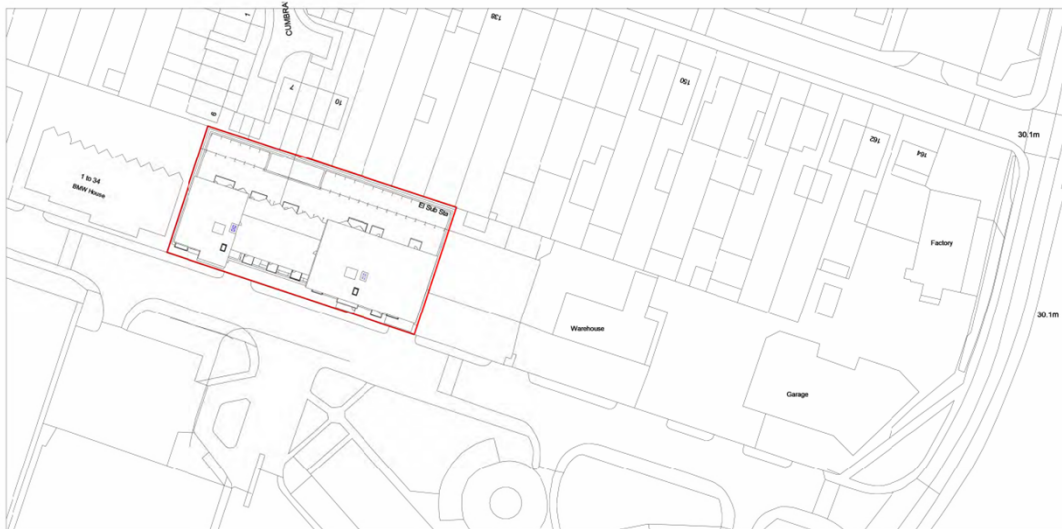 1
CUMBRA
138
7
10
150
8
162
164
30.1m
1 to 34
BMW House
El Sub Sta
Factory
30.1m
Warehouse
Garage